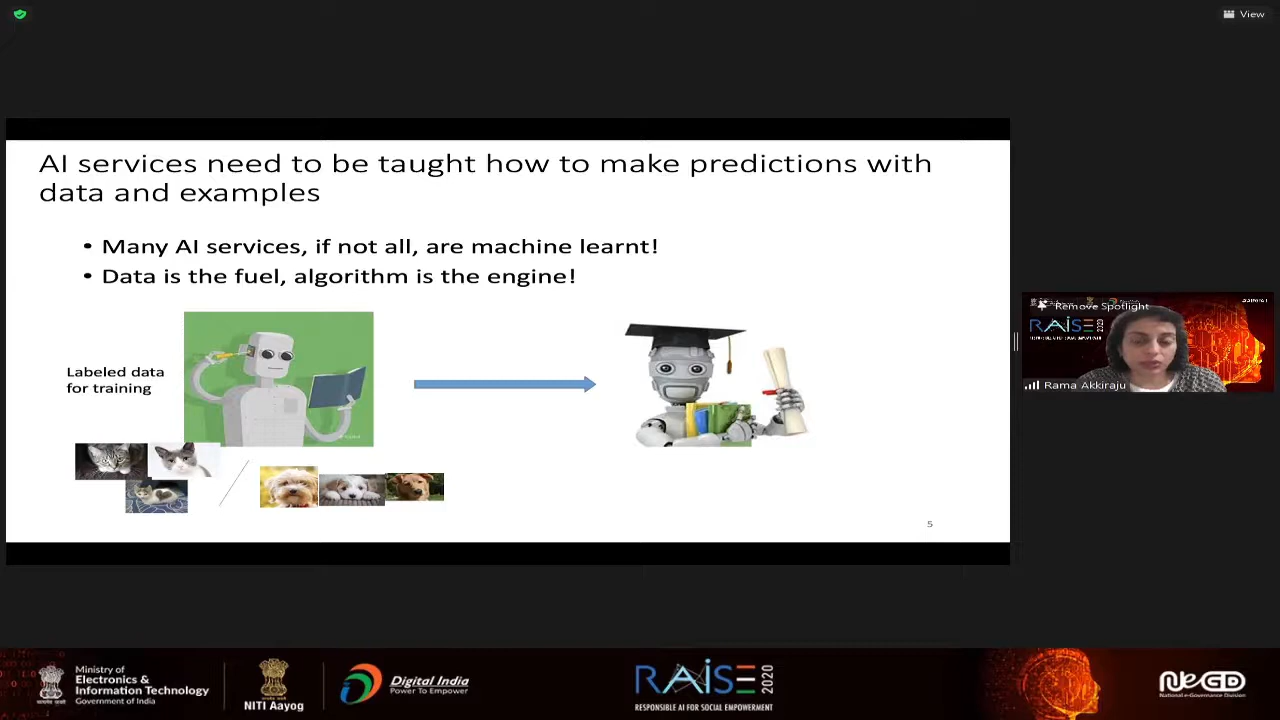 View
AI services need to be taught how to make predictions with
data and examples
• Many AI services, if not all, are machine learnt!
• Data is the fuel, algorithm is the engine!
Labeled data
for training
5
Remove Spotlight
RAISE 2020
Rama Akkiraju
Ministry of
Electronics &
Information Technology
Government of India
NITI Aayog
Digital India
Power To Empower
RAISE 2020
RESPONSIBLE AI FOR SOCIAL EMPOWERMENT
NeGD
National e-Governance Division